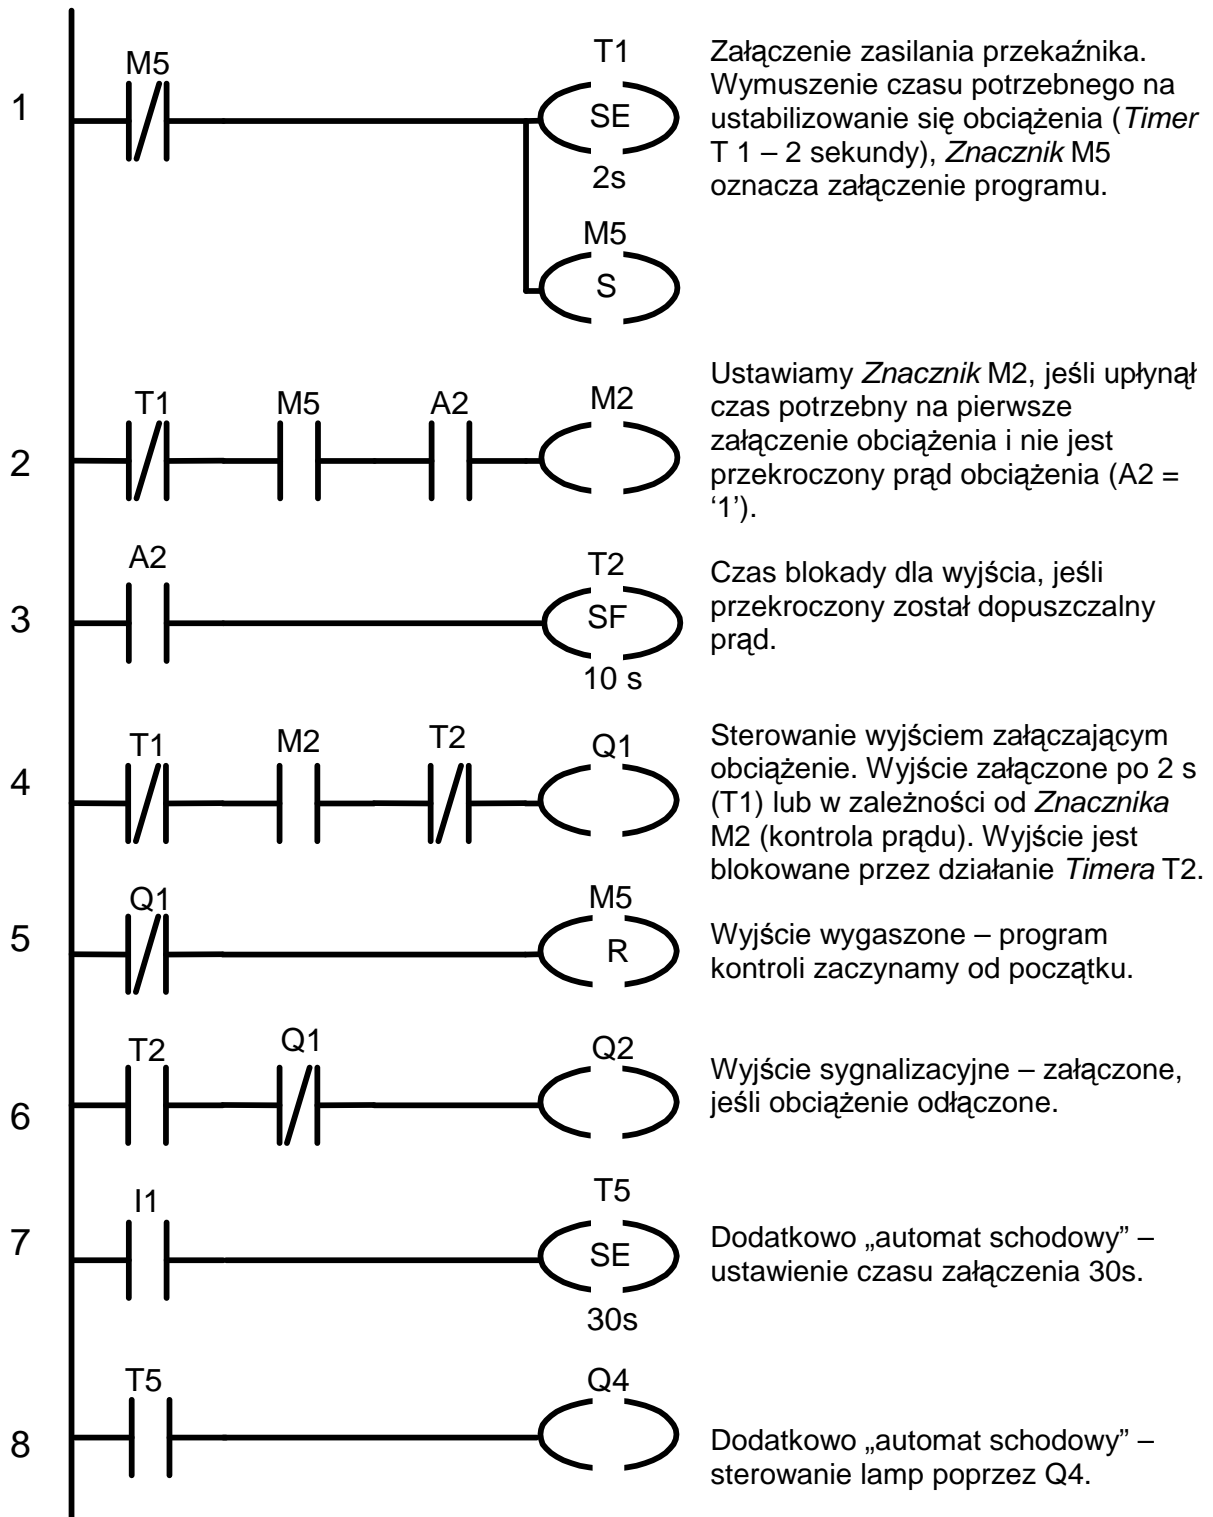 M5
T1
1
SE
2s
M5
S
Załączenie zasilania przekaźnika.
Wymuszenie czasu potrzebnego na
ustabilizowanie się obciążenia (Timer
T 1 – 2 sekundy), Znacznik M5
oznacza załączenie programu.
T1
M5
A2
M2
2
Ustawiamy Znacznik M2, jeśli upłynął
czas potrzebny na pierwsze
załączenie obciążenia i nie jest
przekroczony prąd obciążenia (A2 =
‘1’).
A2
T2
3
SF
10 s
Czas blokady dla wyjścia, jeśli
przekroczony został dopuszczalny
prąd.
T1
M2
T2
Q1
4
Sterowanie wyjściem załączającym
obciążenie. Wyjście załączone po 2 s
(T1) lub w zależności od Znacznika
M2 (kontrola prądu). Wyjście jest
blokowane przez działanie Timera T2.
Q1
M5
5
R
Wyjście wygaszone – program
kontroli zaczynamy od początku.
T2
Q1
Q2
6
Wyjście sygnalizacyjne – załączone,
jeśli obciążenie odłączone.
I1
T5
7
SE
30s
Dodatkowo „automat schodowy” –
ustawienie czasu załączenia 30s.
T5
Q4
8
Dodatkowo „automat schodowy” –
sterowanie lamp poprzez Q4.